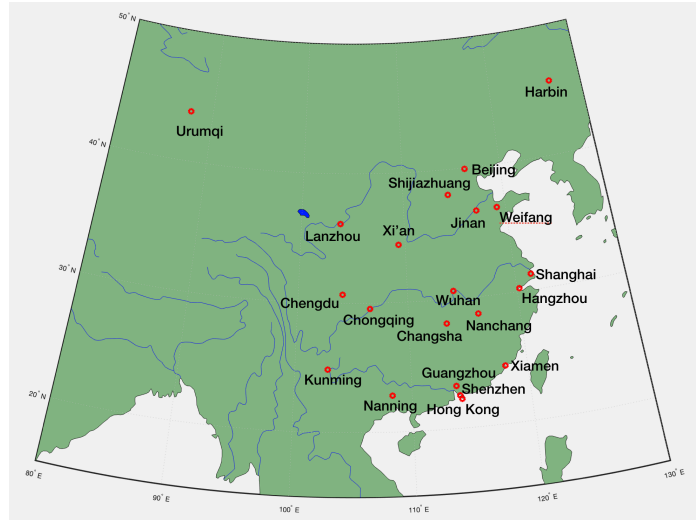 50° N
Harbin
Urumqi
40° N
Beijing
Shijiazhuang
Jinan
Weifang
Xi'an
Lanzhou
30° N
Shanghai
Hangzhou
Chengdu
Wuhan
Chongqing
Nanchang
Changsha
Xiamen
Guangzhou
Kunming
Shenzhen
20° N
Nanning
Hong Kong
80° E
90° E
100° E
110° E
120° E
130° E